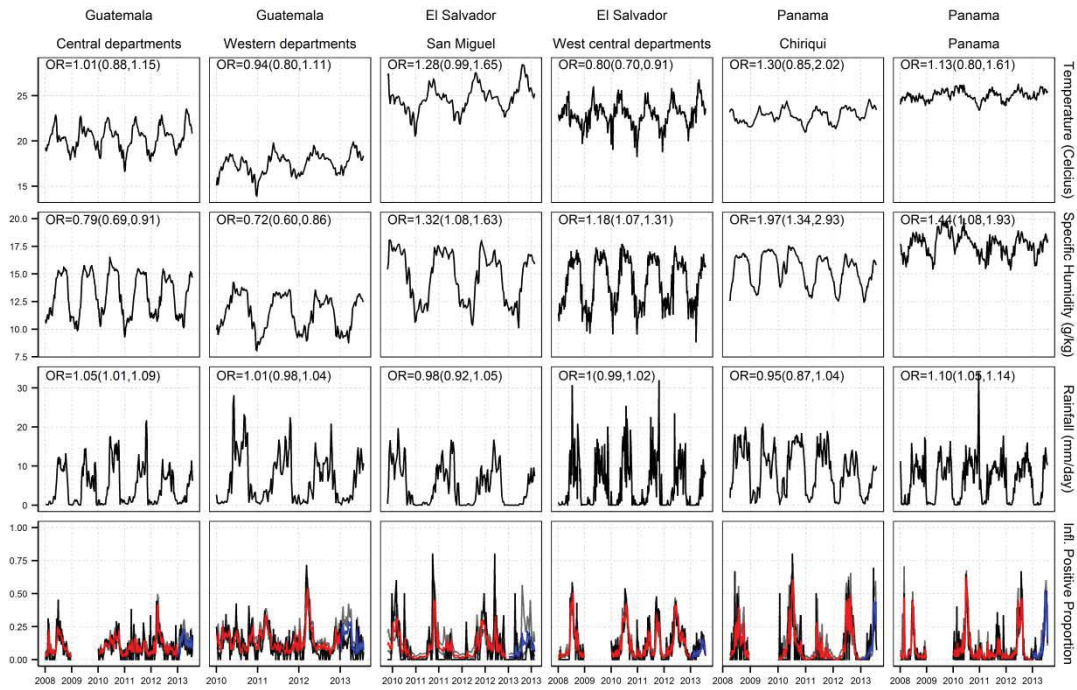 Guatemala Guatemala El Salvador El Salvador Panama Panama
Central departments Western departments San Miguel West central departments Chiriqui Panama
OR=1.01(0.88,1.15) OR=0.94(0.80,1.11) OR=1.28(0.99,1.65) OR=0.80(0.70,0.91) OR=1.30(0.85,2.02) OR=1.13(0.80,1.61)
25
20
15
Temperature (Celcius)
OR=0.79(0.69,0.91) OR=0.72(0.60,0.86) OR=1.32(1.08,1.63) OR=1.18(1.07,1.31) OR=1.97(1.34,2.93) OR=1.44(1.08,1.93)
20.0
17.5
15.0
12.5
10.0
7.5
Specific Humidity (g/kg)
OR=1.05(1.01,1.09) OR=1.01(0.98,1.04) OR=0.98(0.92,1.05) OR=1(0.99,1.02) OR=0.95(0.87,1.04) OR=1.10(1.05,1.14)
30
20
10
0
Rainfall (mm/day)
1.00
0.75
0.50
0.25
0.00
Infl. Positive Proportion
2008 2009 2010 2011 2012 2013 2010 2011 2012 2013 2010 2011 2012 2013 2008 2009 2010 2011 2012 2013 2008 2009 2010 2011 2012 2013 2008 2009 2010 2011 2012 2013